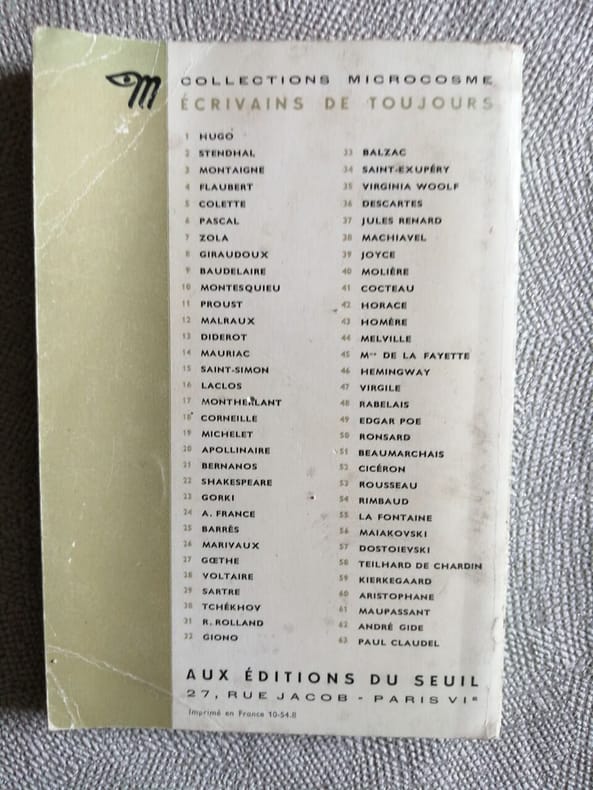 m
COLLECTIONS MICROCOSME
ÉCRIVAINS DE TOUJOURS
1 HUGO
2 STENDHAL
3 MONTAIGNE
4 FLAUBERT
5 COLETTE
6 PASCAL
7 ZOLA
8 GIRAUDOUX
9 BAUDELAIRE
10 MONTESQUIEU
11 PROUST
12 MALRAUX
13 DIDEROT
14 MAURIAC
15 SAINT-SIMON
16 LACLOS
17 MONTHERLANT
18 CORNEILLE
19 MICHELET
20 APOLLINAIRE
21 BERNANOS
22 SHAKESPEARE
23 GORKI
24 A. FRANCE
25 BARRÈS
26 MARIVAUX
27 GŒTHE
28 VOLTAIRE
29 SARTRE
30 TCHÉKHOV
31 R. ROLLAND
32 GIONO
33 BALZAC
34 SAINT-EXUPÉRY
35 VIRGINIA WOOLF
36 DESCARTES
37 JULES RENARD
38 MACHIAVEL
39 JOYCE
40 MOLIÈRE
41 COCTEAU
42 HORACE
43 HOMÈRE
44 MELVILLE
45 Mme DE LA FAYETTE
46 HEMINGWAY
47 VIRGILE
48 RABELAIS
49 EDGAR POE
50 RONSARD
51 BEAUMARCHAIS
52 CICÉRON
53 ROUSSEAU
54 RIMBAUD
55 LA FONTAINE
56 MAIAKOVSKI
57 DOSTOIEVSKI
58 TEILHARD DE CHARDIN
59 KIERKEGAARD
60 ARISTOPHANE
61 MAUPASSANT
62 ANDRÉ GIDE
63 PAUL CLAUDEL
AUX ÉDITIONS DU SEUIL
27, RUE JACOB - PARIS VIe
Imprimé en France 10-54.8